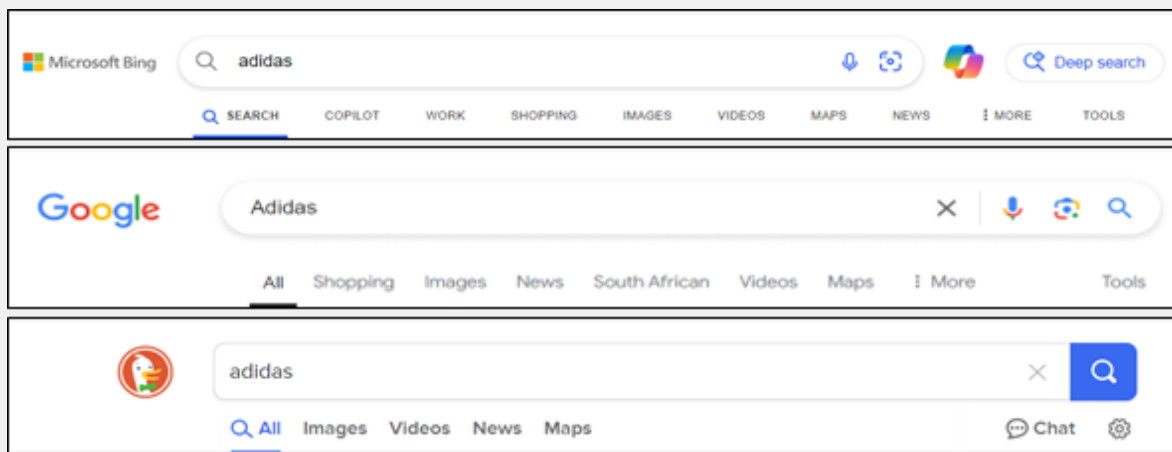 Microsoft Bing adidas Deep search
SEARCH COPILOT WORK SHOPPING IMAGES VIDEOS MAPS NEWS MORE TOOLS
Google Adidas
All Shopping Images News South African Videos Maps More Tools
adidas
All Images Videos News Maps Chat